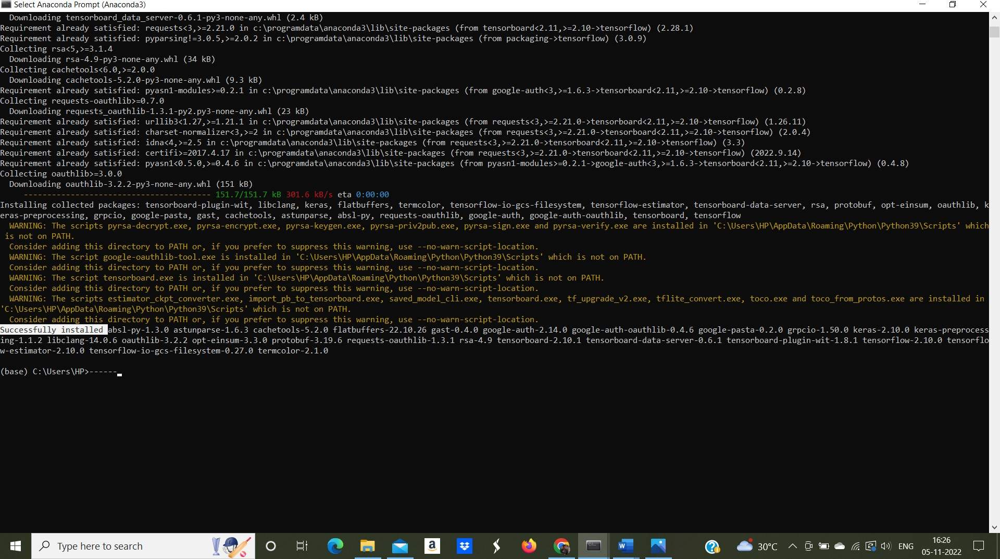 Select Anaconda Prompt (Anaconda3)
Downloading tensorboard_data_server-0.6.1-py3-none-any.whl (2.4 kB)
Requirement already satisfied: requests<3,>=2.21.0 in c:\programdata\anaconda3\lib\site-packages (from tensorboard<2.11,>=2.10->tensorflow) (2.28.1)
Requirement already satisfied: pyparsing!=3.0.5,>=2.0.2 in c:\programdata\anaconda3\lib\site-packages (from packaging->tensorflow) (3.0.9)
Collecting rsa<5,>=3.1.4
Downloading rsa-4.9-py3-none-any.whl (34 kB)
Collecting cachetools<6.0,>=2.0.0
Downloading cachetools-5.2.0-py3-none-any.whl (9.3 kB)
Requirement already satisfied: pyasn1-modules>=0.2.1 in c:\programdata\anaconda3\lib\site-packages (from google-auth<3,>=1.6.3->tensorboard<2.11,>=2.10->tensorflow) (0.2.8)
Collecting requests-oauthlib>=0.7.0
Downloading requests_oauthlib-1.3.1-py2.py3-none-any.whl (23 kB)
Requirement already satisfied: urllib3<1.27,>=1.21.1 in c:\programdata\anaconda3\lib\site-packages (from requests<3,>=2.21.0->tensorboard<2.11,>=2.10->tensorflow) (1.26.11)
Requirement already satisfied: charset-normalizer<3,>=2 in c:\programdata\anaconda3\lib\site-packages (from requests<3,>=2.21.0->tensorboard<2.11,>=2.10->tensorflow) (2.0.4)
Requirement already satisfied: idna<4,>=2.5 in c:\programdata\anaconda3\lib\site-packages (from requests<3,>=2.21.0->tensorboard<2.11,>=2.10->tensorflow) (3.3)
Requirement already satisfied: certifi>=2017.4.17 in c:\programdata\anaconda3\lib\site-packages (from requests<3,>=2.21.0->tensorboard<2.11,>=2.10->tensorflow) (2022.9.14)
Requirement already satisfied: pyasn1<0.5.0,>=0.4.6 in c:\programdata\anaconda3\lib\site-packages (from pyasn1-modules>=0.2.1->google-auth<3,>=1.6.3->tensorboard<2.11,>=2.10->tensorflow) (0.4.8)
Collecting oauthlib>=3.0.0
Downloading oauthlib-3.2.2-py3-none-any.whl (151 kB)
---------------------------------------- 151.7/151.7 kB 301.6 kB/s eta 0:00:00
Installing collected packages: tensorboard-plugin-wit, libclang, keras, flatbuffers, termcolor, tensorflow-io-gcs-filesystem, tensorflow-estimator, tensorboard-data-server, rsa, protobuf, opt-einsum, oauthlib, k
eras-preprocessing, grpcio, google-pasta, gast, cachetools, astunparse, absl-py, requests-oauthlib, google-auth, google-auth-oauthlib, tensorboard, tensorflow
WARNING: The scripts pyrsa-decrypt.exe, pyrsa-encrypt.exe, pyrsa-keygen.exe, pyrsa-priv2pub.exe, pyrsa-sign.exe and pyrsa-verify.exe are installed in 'C:\Users\HP\AppData\Roaming\Python\Python39\Scripts' which
is not on PATH.
Consider adding this directory to PATH or, if you prefer to suppress this warning, use --no-warn-script-location.
WARNING: The script google-oauthlib-tool.exe is installed in 'C:\Users\HP\AppData\Roaming\Python\Python39\Scripts' which is not on PATH.
Consider adding this directory to PATH or, if you prefer to suppress this warning, use --no-warn-script-location.
WARNING: The script tensorboard.exe is installed in 'C:\Users\HP\AppData\Roaming\Python\Python39\Scripts' which is not on PATH.
Consider adding this directory to PATH or, if you prefer to suppress this warning, use --no-warn-script-location.
WARNING: The scripts estimator_ckpt_converter.exe, import_pb_to_tensorboard.exe, saved_model_cli.exe, tensorboard.exe, tf_upgrade_v2.exe, tflite_convert.exe, toco.exe and toco_from_protos.exe are installed in
'C:\Users\HP\AppData\Roaming\Python\Python39\Scripts' which is not on PATH.
Consider adding this directory to PATH or, if you prefer to suppress this warning, use --no-warn-script-location.
Successfully installed absl-py-1.3.0 astunparse-1.6.3 cachetools-5.2.0 flatbuffers-22.10.26 gast-0.4.0 google-auth-2.14.0 google-auth-oauthlib-0.4.6 google-pasta-0.2.0 grpcio-1.50.0 keras-2.10.0 keras-preprocess
ing-1.1.2 libclang-14.0.6 oauthlib-3.2.2 opt-einsum-3.3.0 protobuf-3.19.6 requests-oauthlib-1.3.1 rsa-4.9 tensorboard-2.10.1 tensorboard-data-server-0.6.1 tensorboard-plugin-wit-1.8.1 tensorflow-2.10.0 tensorflo
w-estimator-2.10.0 tensorflow-io-gcs-filesystem-0.27.0 termcolor-2.1.0
(base) C:\Users\HP>------
Type here to search
30°C
ENG
16:26
05-11-2022